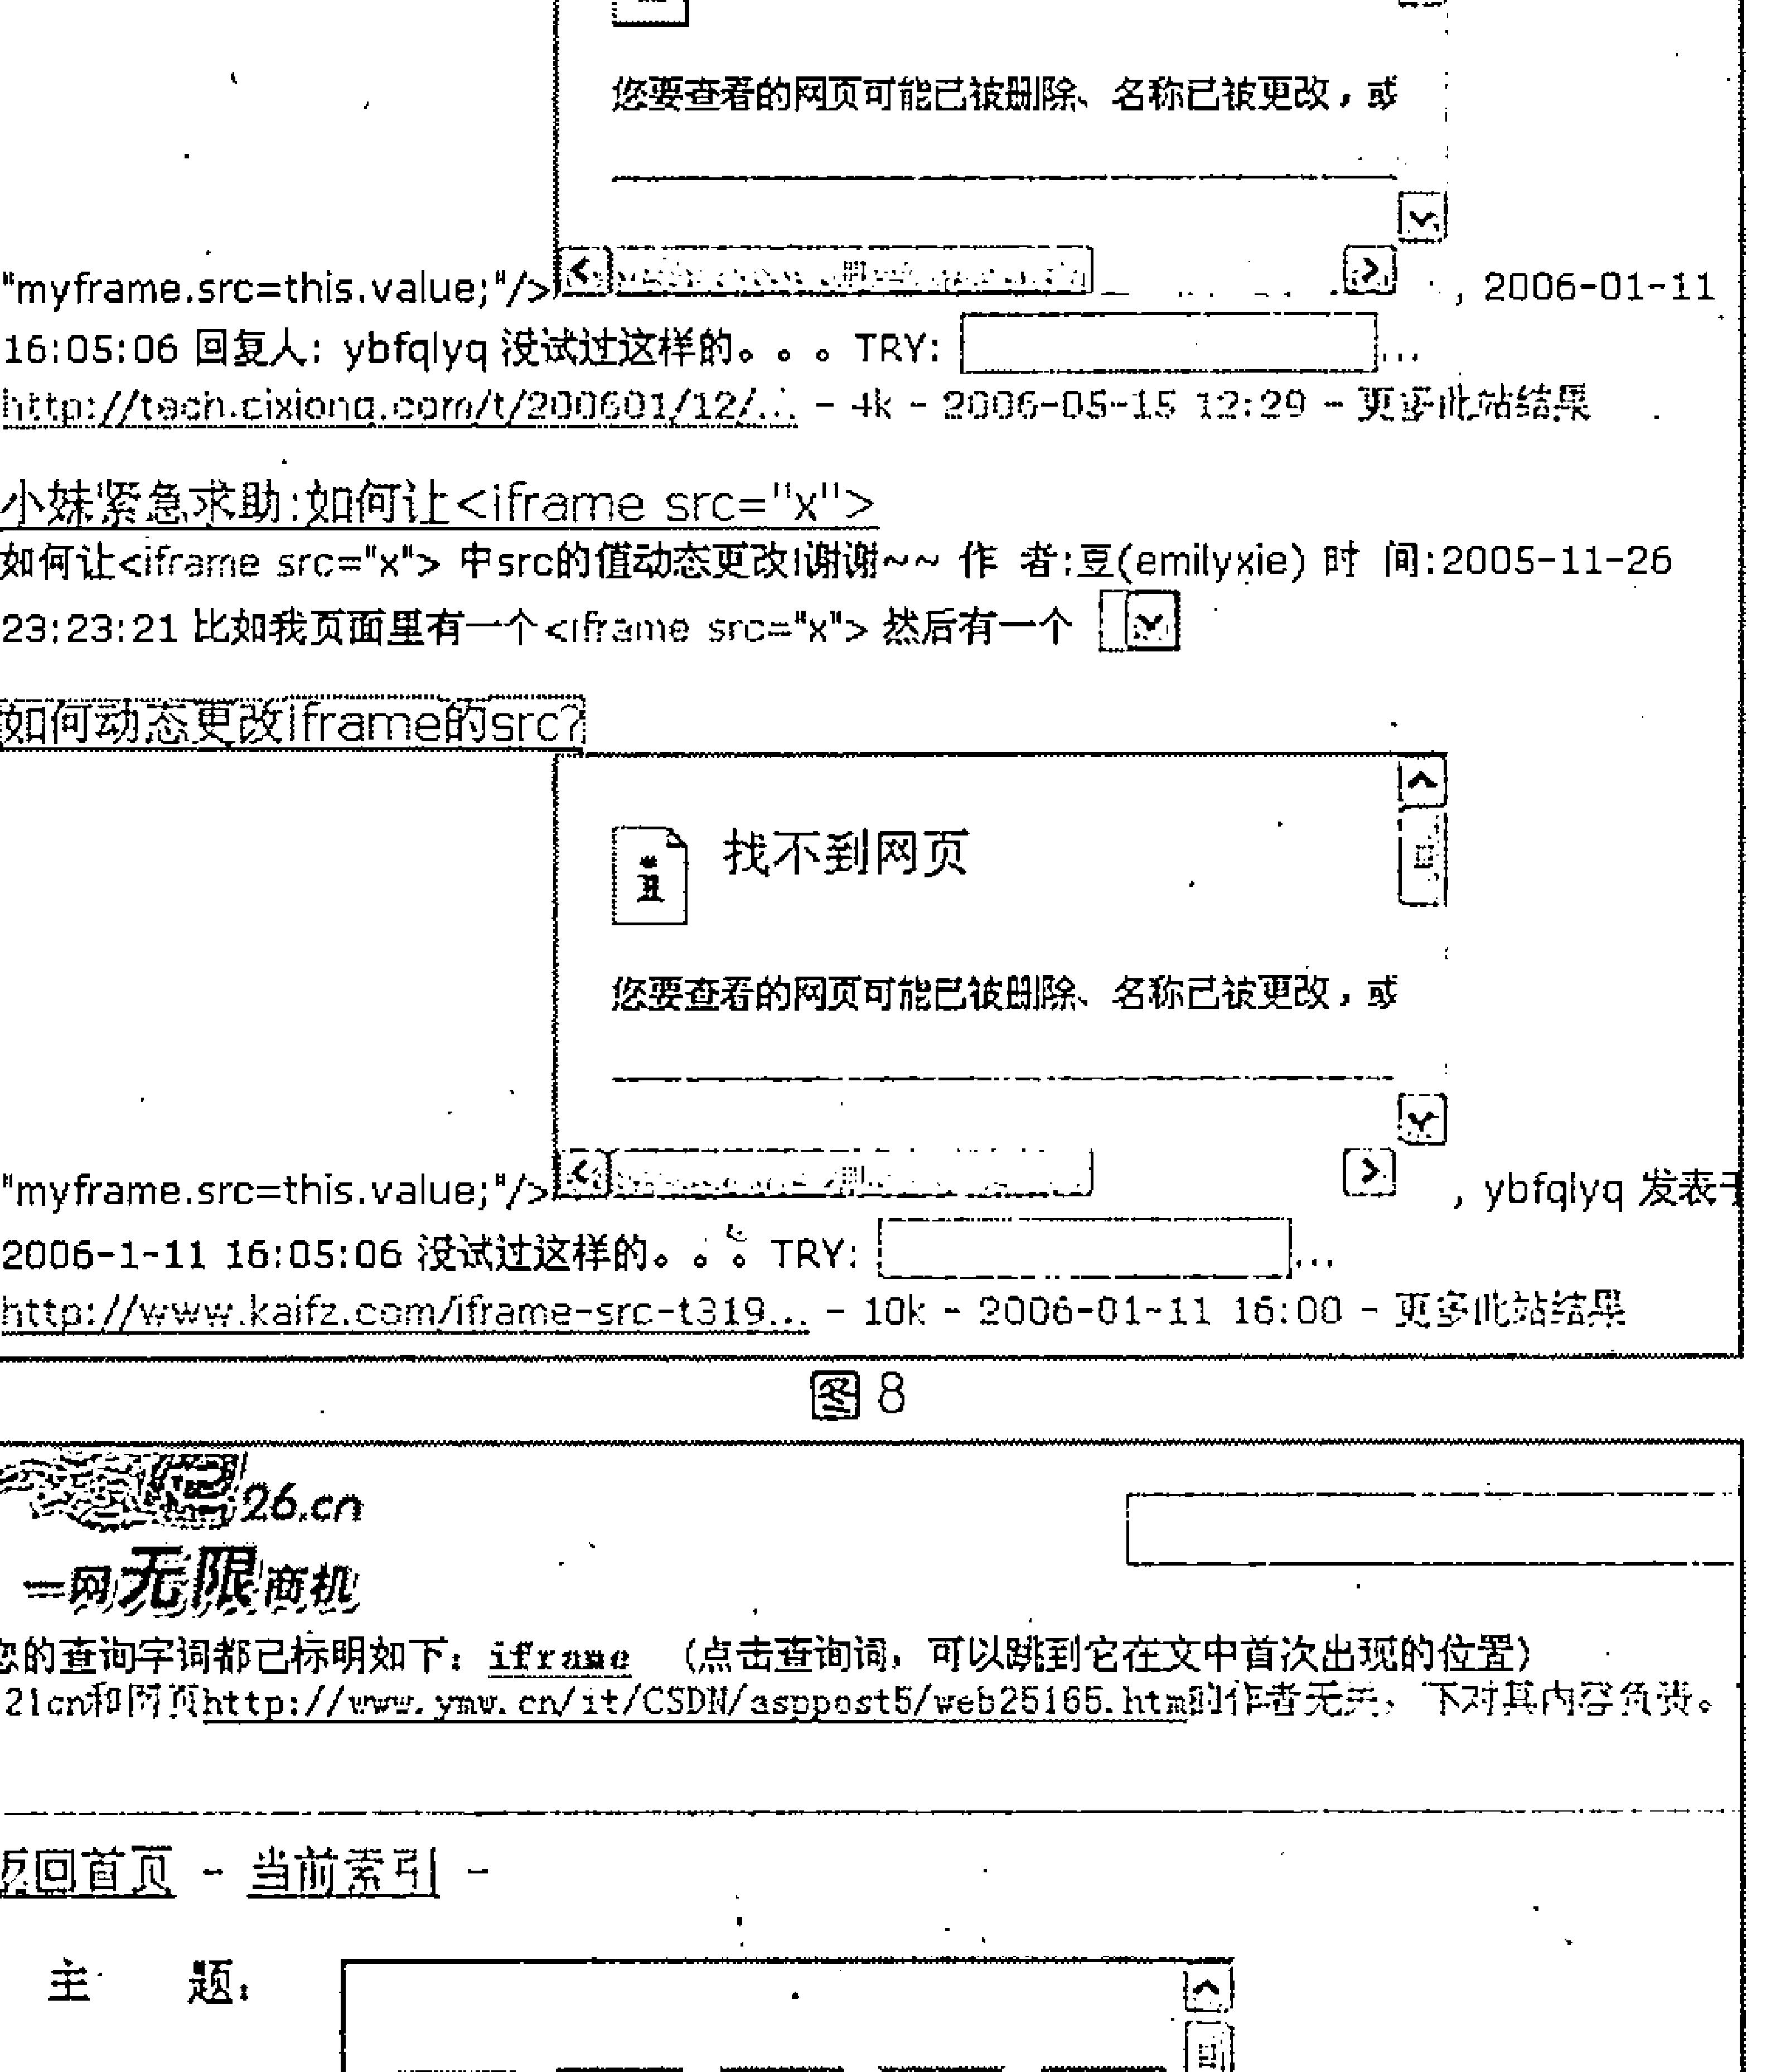 您要查看的网页可能已被删除、名称已被更改，或
"myframe.src=this.value;"/> , 2006-01-11
16:05:06 回复人: ybfqlyq 没试过这样的。。。TRY: ...
http://tech.cixiong.com/t/200601/12/... - 4k - 2006-05-15 12:29 - 更多此站结果
小妹紧急求助:如何让<iframe src="x">
如何让<iframe src="x"> 中src的值动态更改!谢谢~~ 作 者:豆(emilyxie) 时 间:2005-11-26
23:23:21 比如我页面里有一个<iframe src="x"> 然后有一个
如何动态更改iframe的src?
找不到网页
您要查看的网页可能已被删除、名称已被更改，或
"myframe.src=this.value;"/> , ybfqlyq 发表于
2006-1-11 16:05:06 没试过这样的。。。TRY: ...
http://www.kaifz.com/iframe-src-t319... - 10k - 2006-01-11 16:00 - 更多此站结果
图 8
26.cn
一网无限商机
您的查询字词都已标明如下: iframe (点击查询词，可以跳到它在文中首次出现的位置)
21cn和网页http://www.ymw.cn/it/CSDN/asppost5/web25165.htm的作者无关，不对其内容负责。
返回首页 - 当前索引 -
主 题: